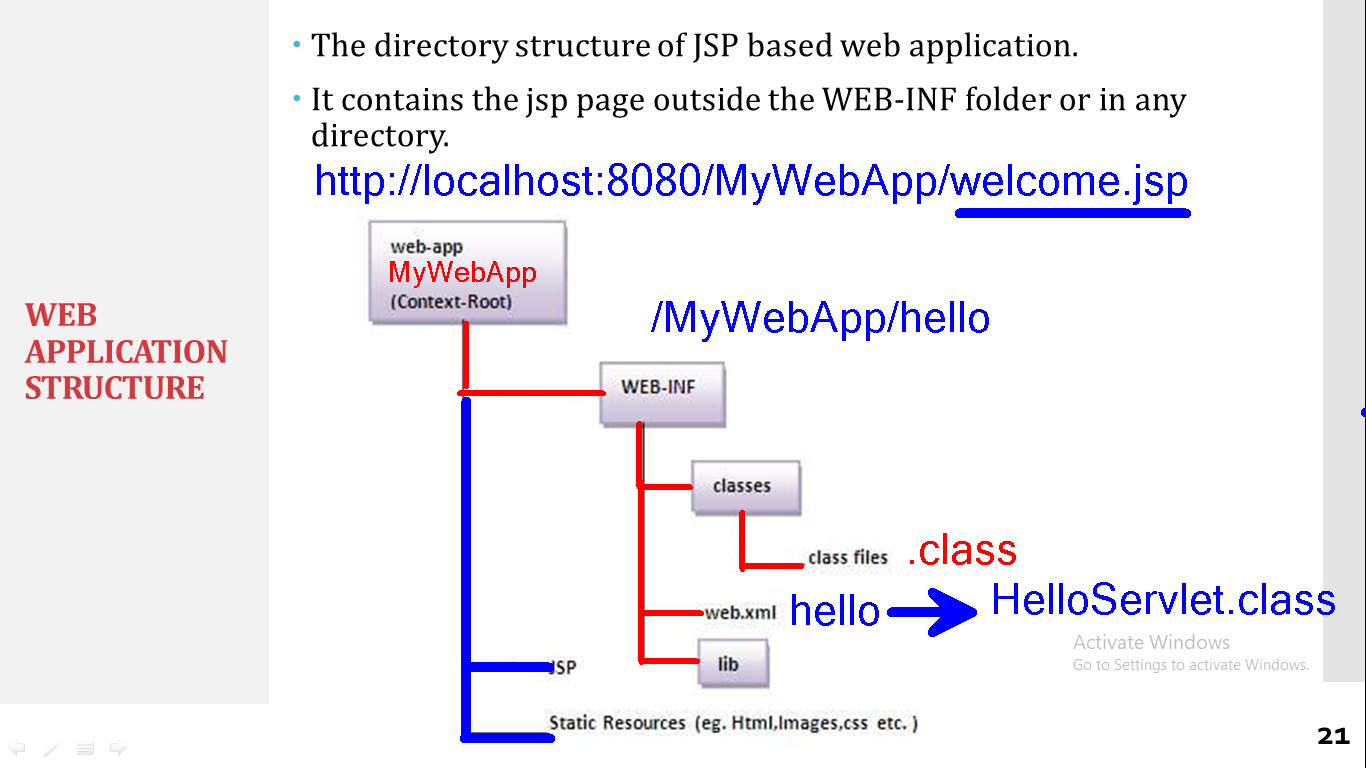 • The directory structure of JSP based web application.
• It contains the jsp page outside the WEB-INF folder or in any
directory.
http://localhost:8080/MyWebApp/welcome.jsp
web-app
MyWebApp
(Context-Root)
/MyWebApp/hello
WEB
APPLICATION
STRUCTURE
WEB-INF
classes
class files .class
web.xml hello HelloServlet.class
Activate Windows
Go to Settings to activate Windows.
JSP
lib
Static Resources (eg. Html,Images,css etc. )
21